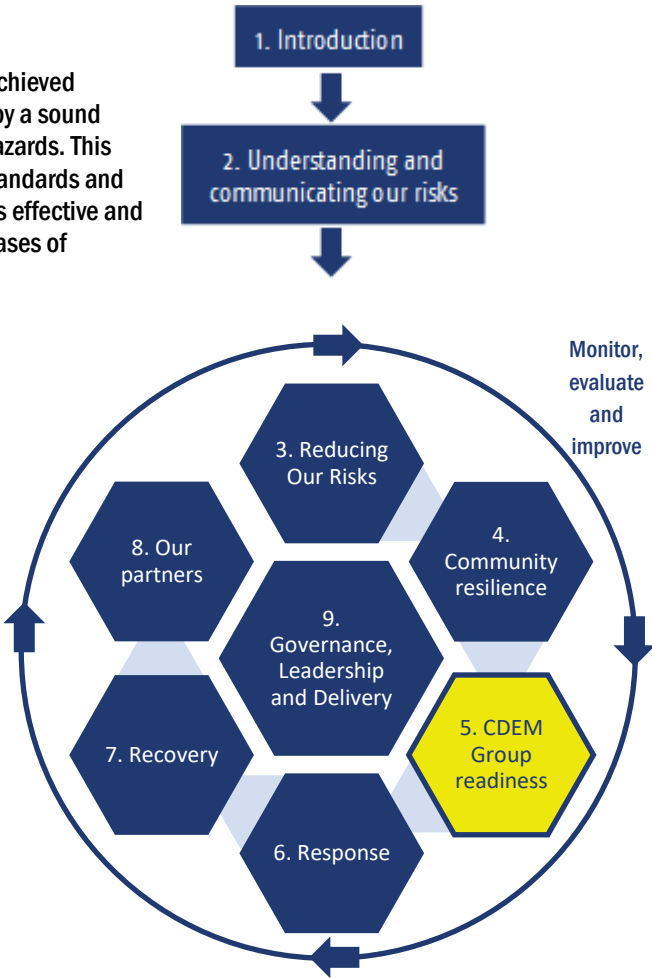 1. Introduction
chieved
by a sound
azards. This
andards and
s effective and
ases of
2. Understanding and
communicating our risks
Monitor,
evaluate
and
improve
3. Reducing
Our Risks
4.
Community
resilience
5. CDEM
Group
readiness
6. Response
7. Recovery
8. Our
partners
9.
Governance,
Leadership
and Delivery